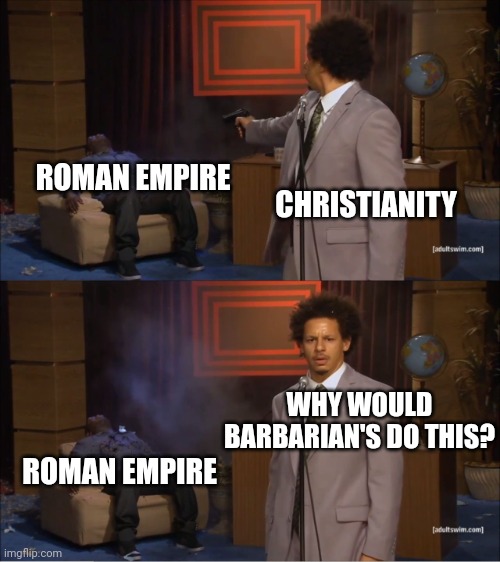 ROMAN EMPIRE
CHRISTIANITY
[adultswim.com]
WHY WOULD
BARBARIAN'S DO THIS?
ROMAN EMPIRE
[adultswim.com]
imgflip.com